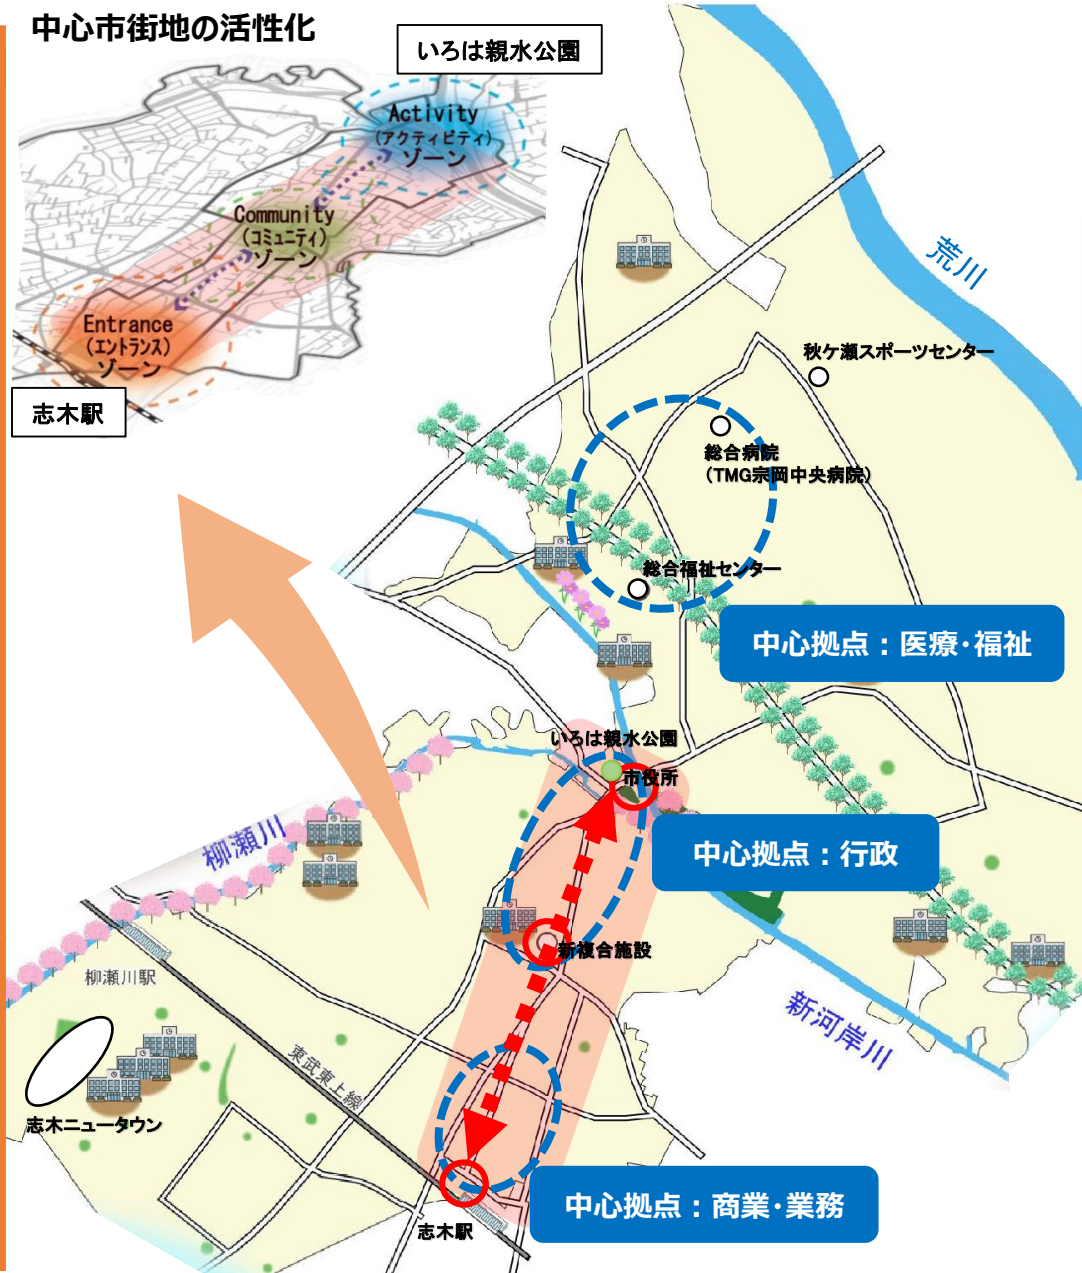 中心市街地の活性化
いろは親水公園
Activity
(アクティビティ)
ゾーン
Community
(コミュニティ)
ゾーン
Entrance
(エントランス)
ゾーン
志木駅
荒川
秋ケ瀬スポーツセンター
総合病院
(TMG宗岡中央病院)
総合福祉センター
中心拠点：医療・福祉
いろは親水公園
市役所
柳瀬川
中心拠点：行政
新複合施設
柳瀬川駅
新河岸川
東武東上線
志木ニュータウン
中心拠点：商業・業務
志木駅